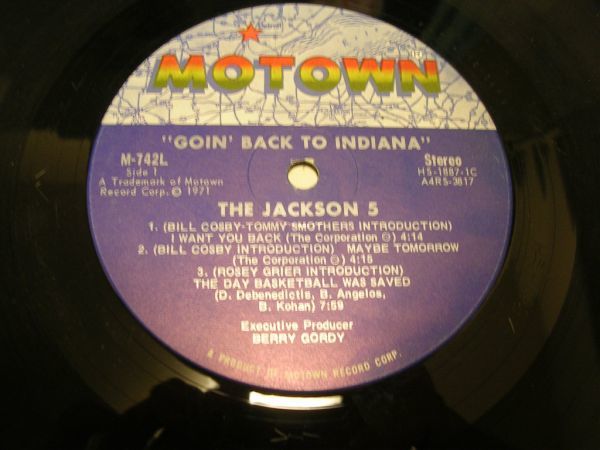 MOTOWN
"GOIN' BACK TO INDIANA"
M-742L
Side 1
A Trademark of Motown
Record Corp. © 1971
Stereo
HS-1887-1C
A4RS-3817
THE JACKSON 5
1. (BILL COSBY-TOMMY SMOTHERS INTRODUCTION)
I WANT YOU BACK (The Corporation ©) 4:14
2. (BILL COSBY INTRODUCTION) MAYBE TOMORROW
(The Corporation ©) 4:15
3. (ROSEY GRIER INTRODUCTION)
THE DAY BASKETBALL WAS SAVED
(D. Debenedictis, B. Angelos,
B. Kohan) 7:59
Executive Producer
BERRY GORDY
A PRODUCT OF MOTOWN RECORD CORP.